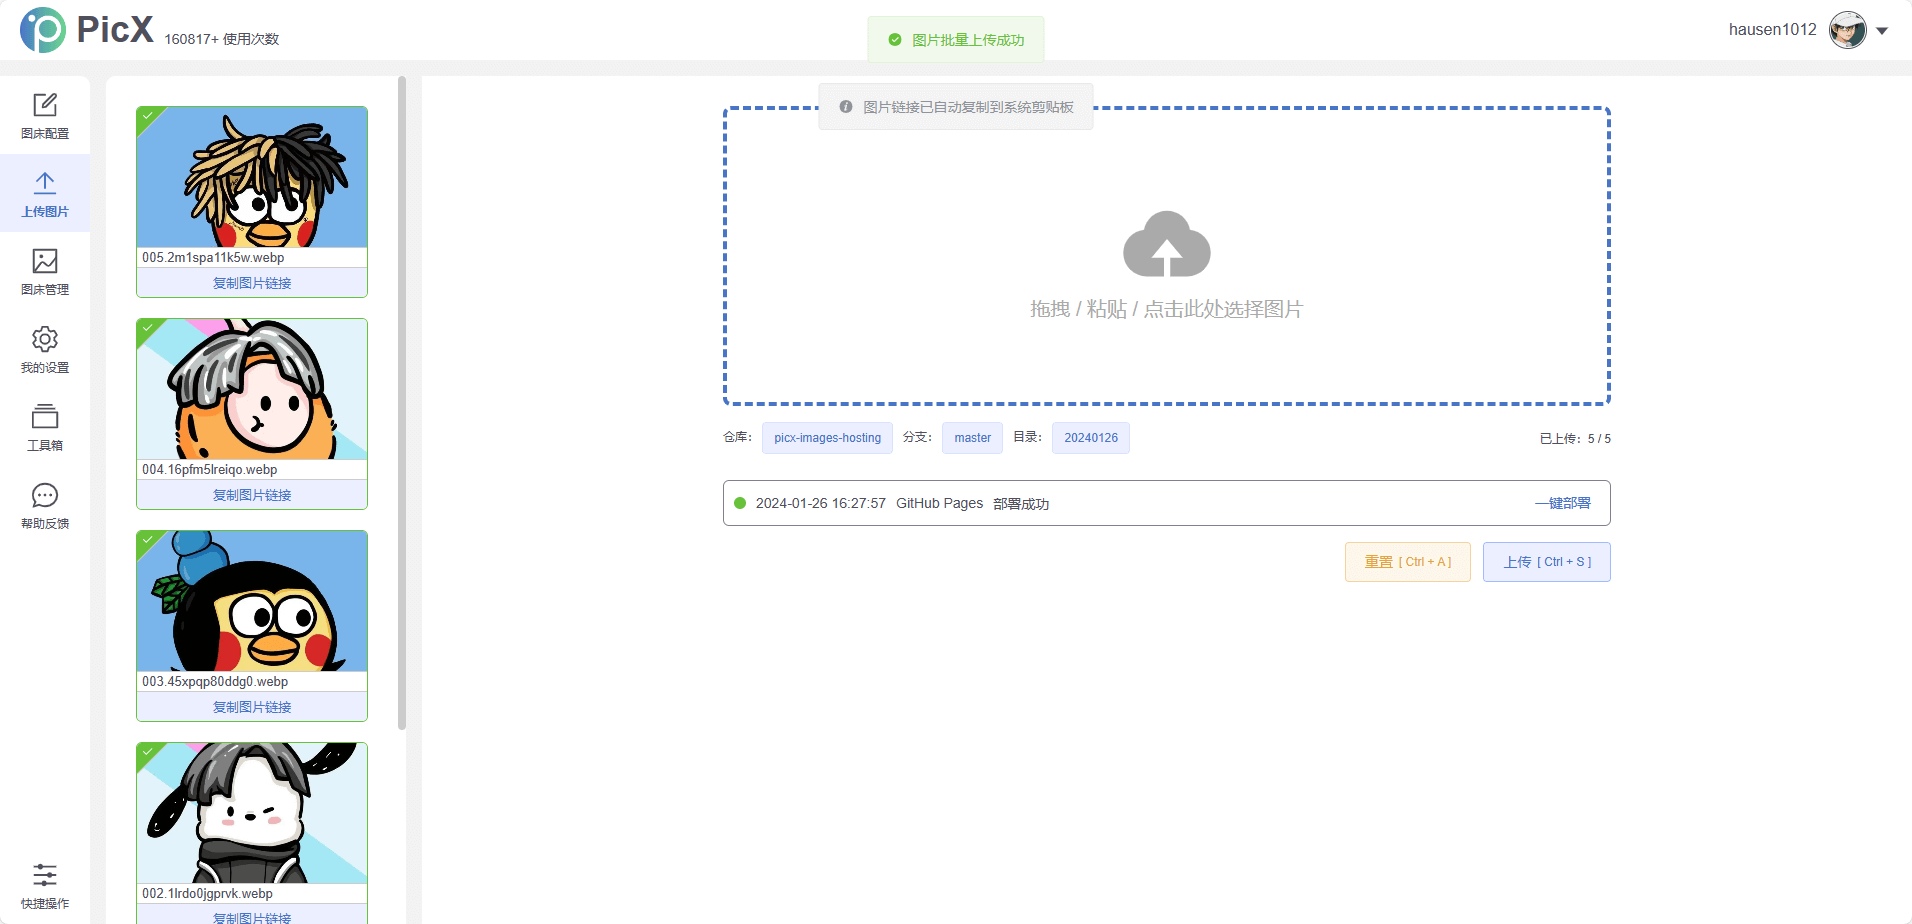 PicX 160817+ 使用次数
图片批量上传成功
hausen1012
图床配置
上传图片
图床管理
我的设置
工具箱
帮助反馈
快捷操作
005.2m1spa11k5w.webp
复制图片链接
004.16pfm5lreiqo.webp
复制图片链接
003.45xpqp80ddg0.webp
复制图片链接
002.1lrdo0jgprvk.webp
复制图片链接
图片链接已自动复制到系统剪贴板
拖拽 / 粘贴 / 点击此处选择图片
仓库： picx-images-hosting 分支： master 目录： 20240126
已上传：5 / 5
2024-01-26 16:27:57 GitHub Pages 部署成功
一键部署
重置 [ Ctrl + A ]
上传 [ Ctrl + S ]